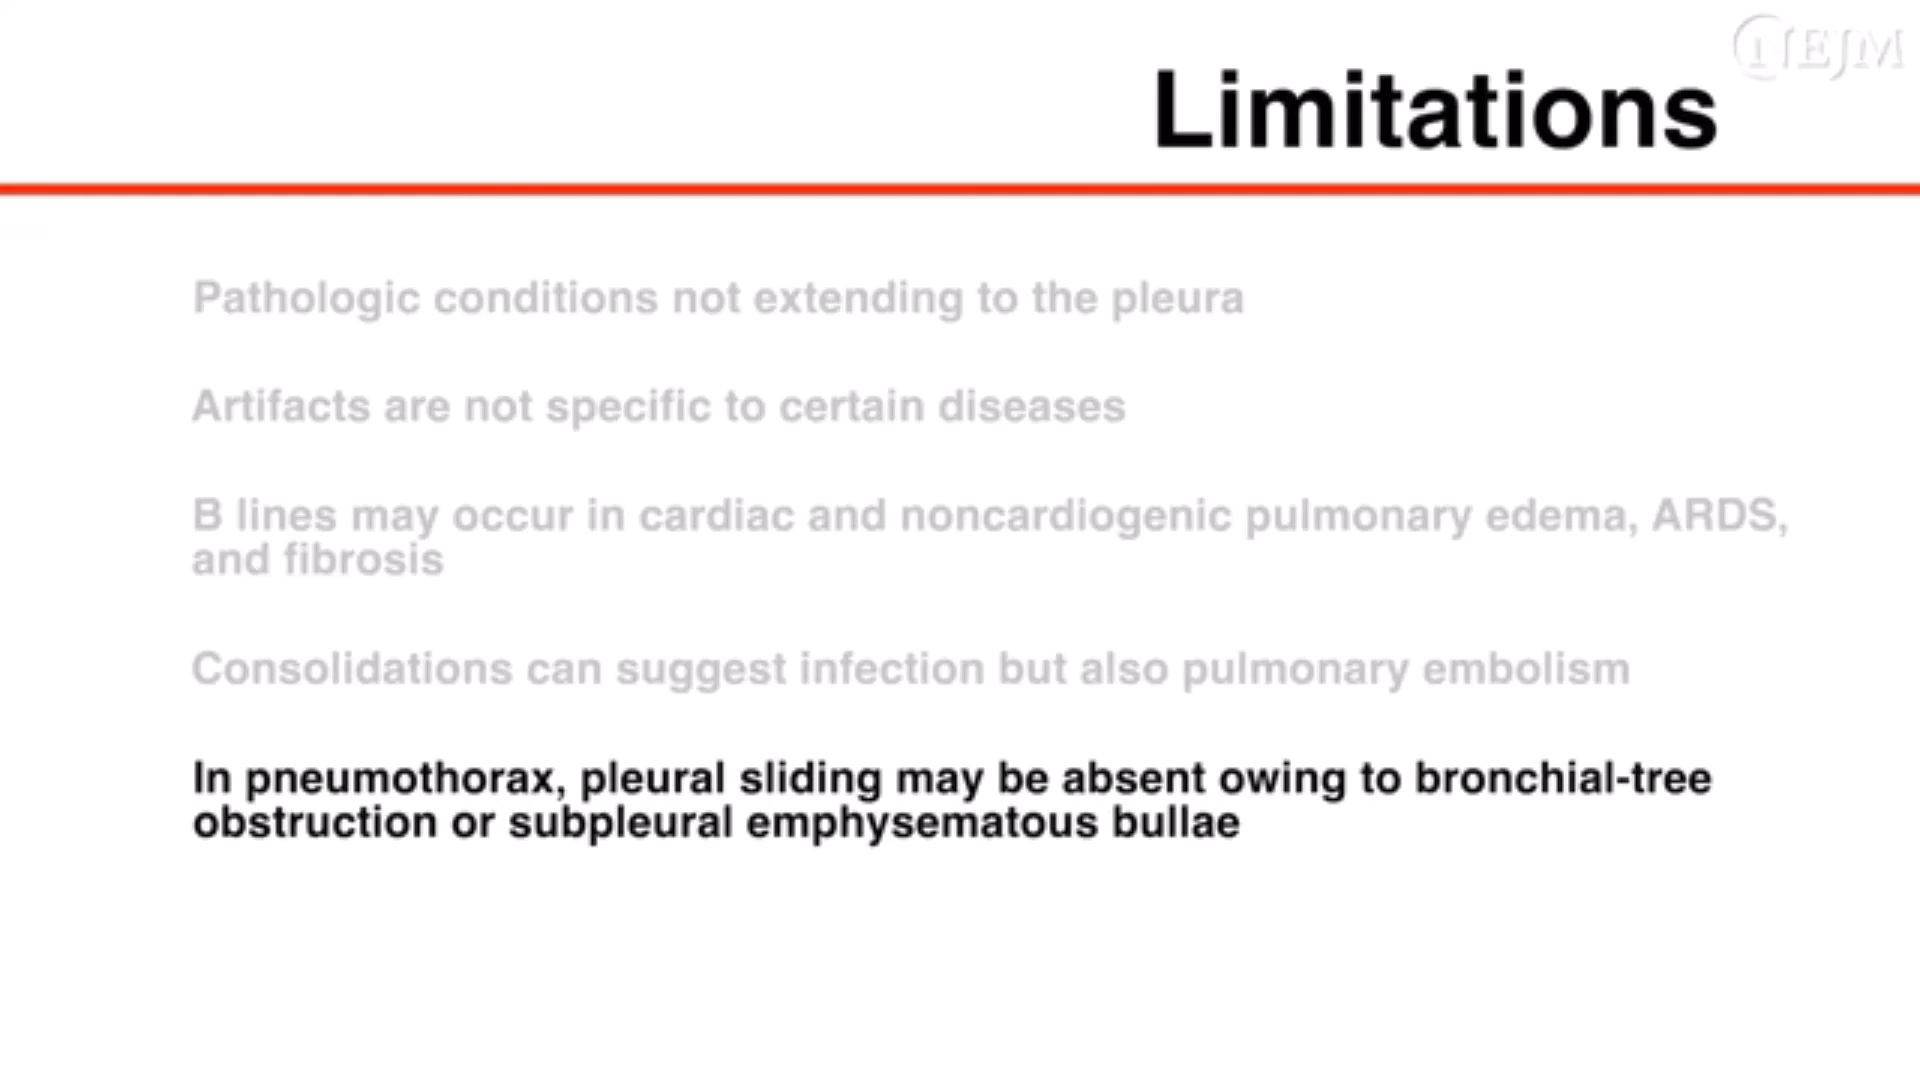 NEJM
Limitations
Pathologic conditions not extending to the pleura
Artifacts are not specific to certain diseases
B lines may occur in cardiac and noncardiogenic pulmonary edema, ARDS,
and fibrosis
Consolidations can suggest infection but also pulmonary embolism
In pneumothorax, pleural sliding may be absent owing to bronchial-tree
obstruction or subpleural emphysematous bullae